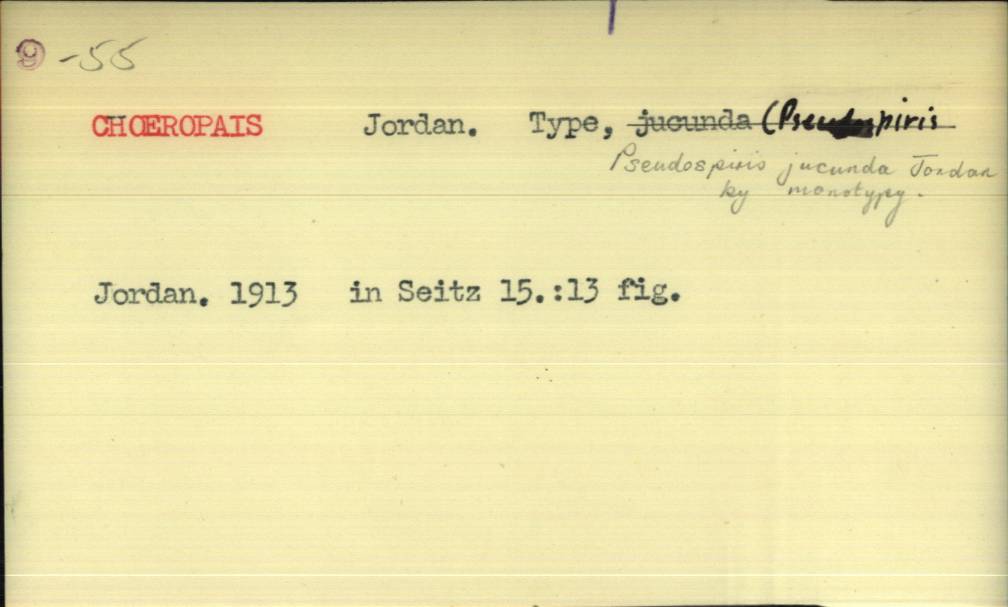 9 -55
CHOEROPAIS Jordan. Type, jucunda (Pseudospiris
Pseudospiris jucunda Jordan
by monotypy.
Jordan. 1913 in Seitz 15.:13 fig.